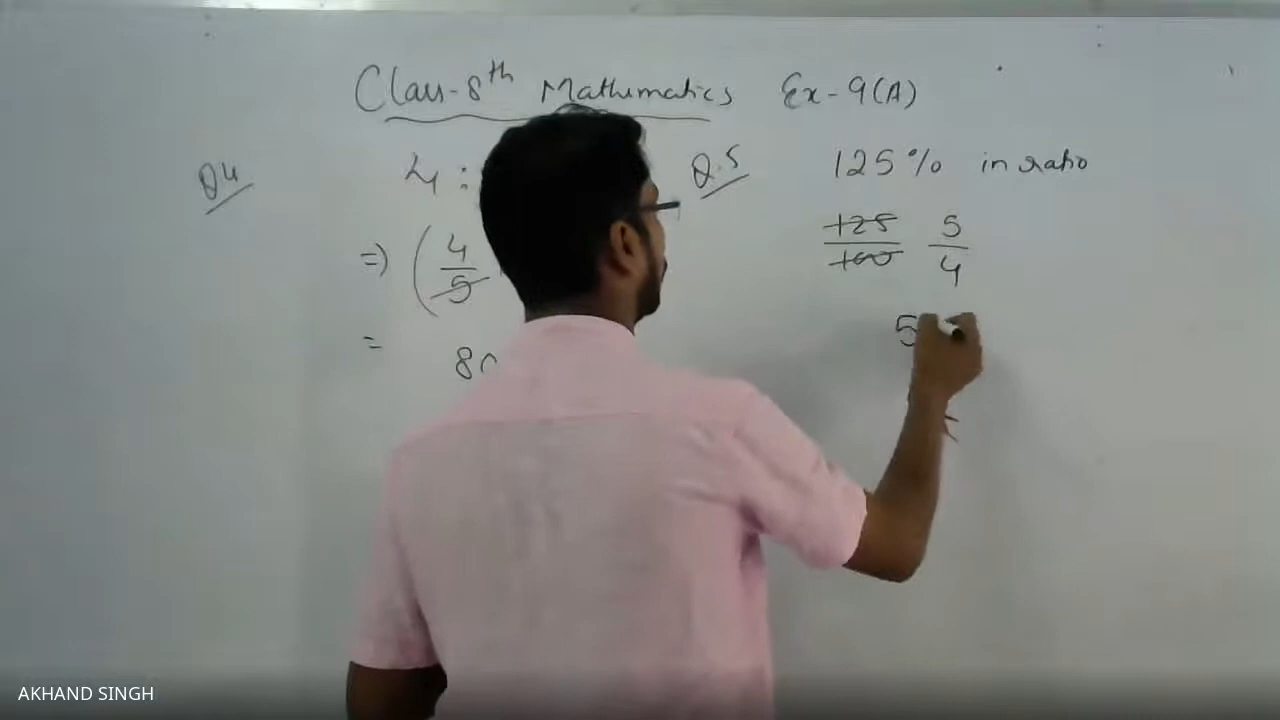 Class-8th Mathematics Ex-9(A)
Q4
4 :
=) ( 4/5
= 80
Q.5
125% in ratio
125/100 5/4
5
AKHAND SINGH